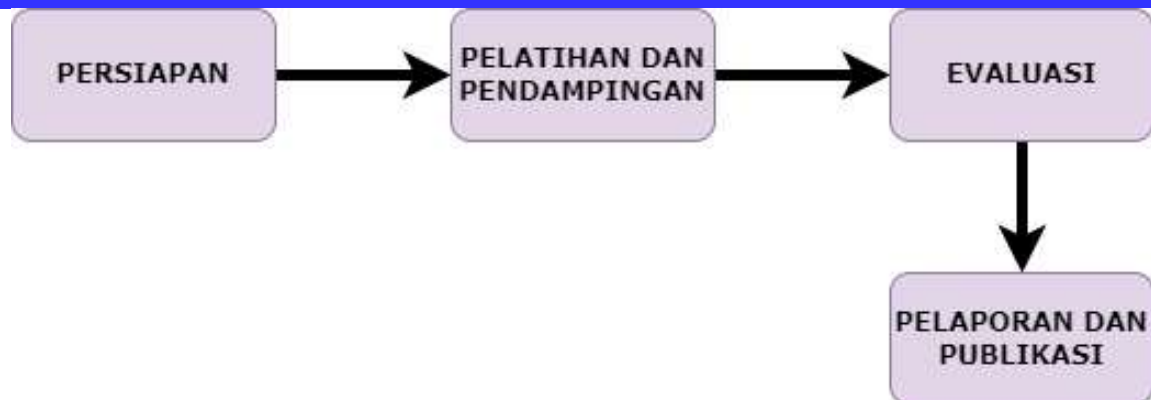 PERSIAPAN
PELATIHAN DAN
PENDAMPINGAN
EVALUASI
PELAPORAN DAN
PUBLIKASI